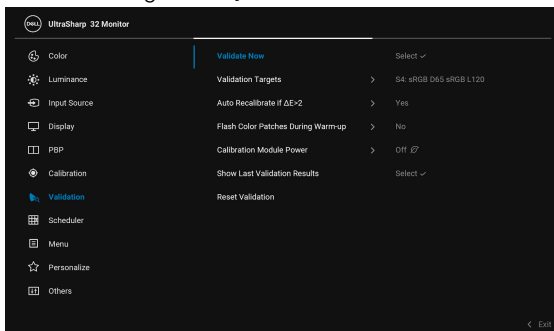 DELL UltraSharp 32 Monitor
Color
Validate Now Select
Luminance
Validation Targets S4: sRGB D65 sRGB L120
Input Source
Auto Recalibrate if ΔE>2 Yes
Display
Flash Color Patches During Warm-up No
PBP
Calibration Module Power Off
Calibration
Show Last Validation Results Select
Validation
Reset Validation
Scheduler
Menu
Personalize
Others
Exit